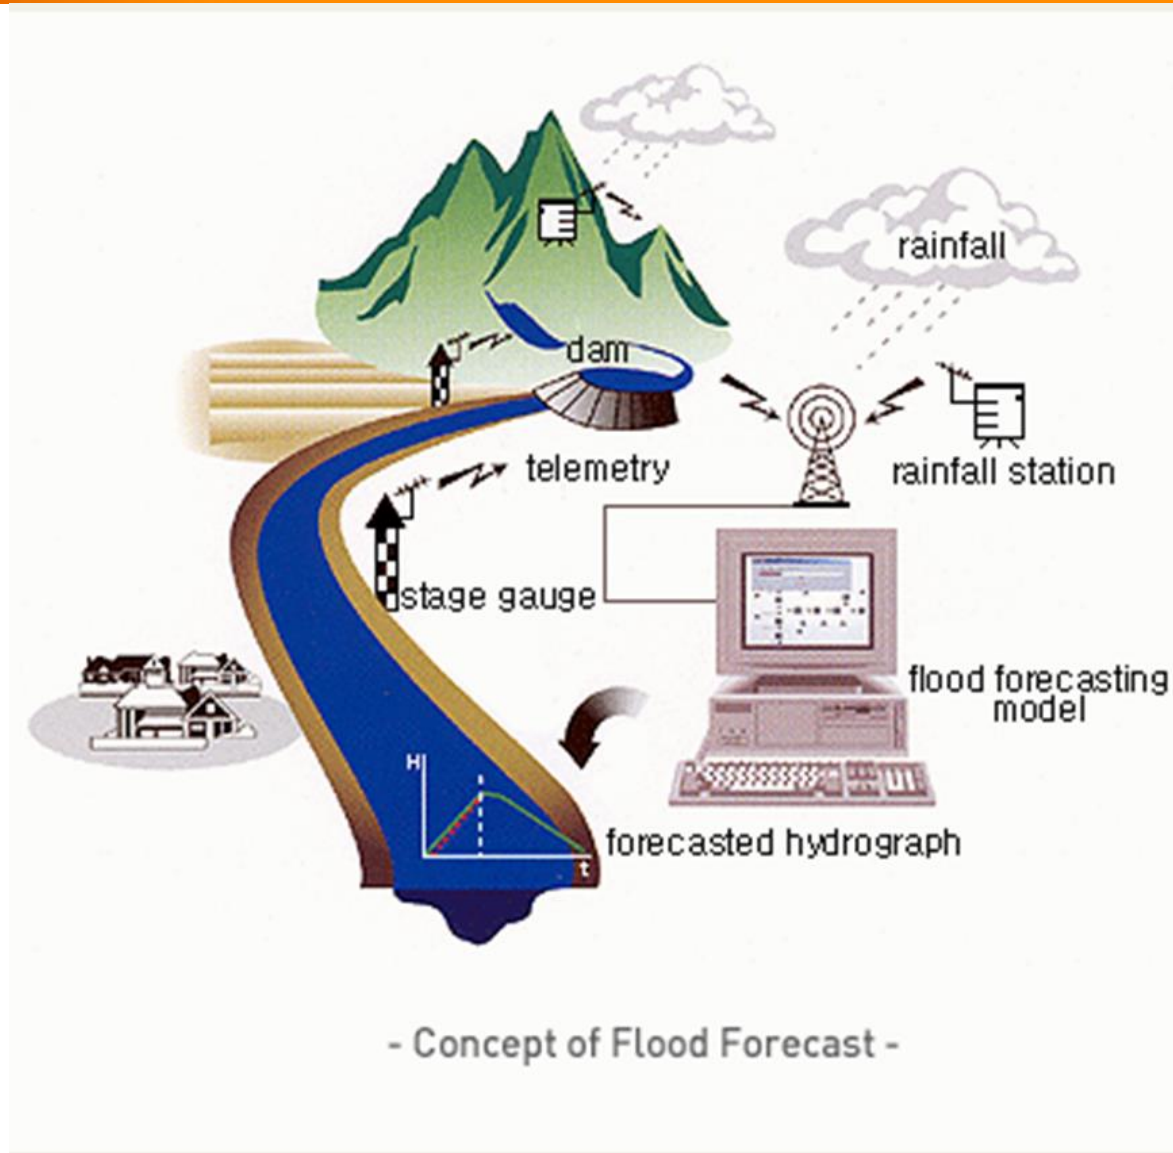 rainfall
dam
telemetry
rainfall station
stage gauge
flood forecasting
model
H
t
forecasted hydrograph
- Concept of Flood Forecast -